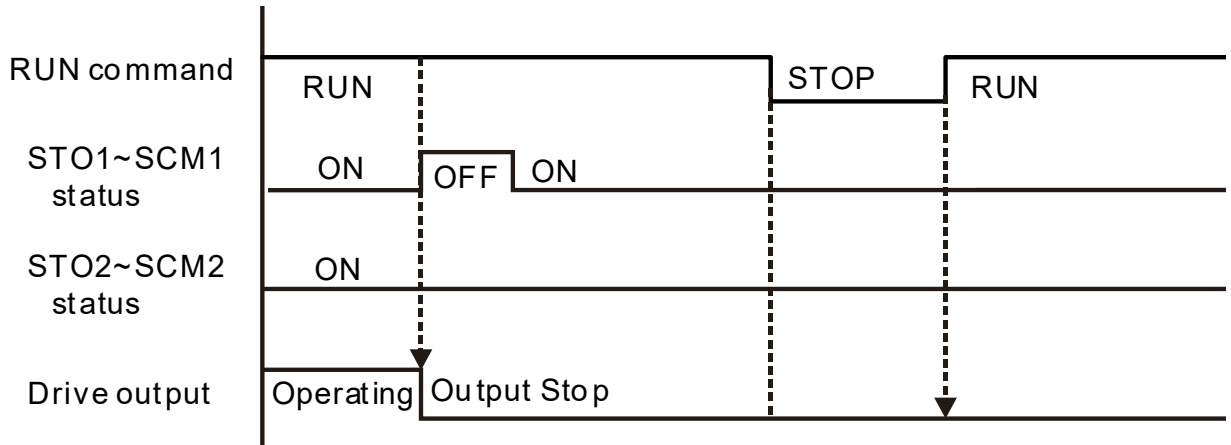 RUN command
RUN
STOP
RUN
STO1~SCM1
status
ON
OFF
ON
STO2~SCM2
status
ON
Drive output
Operating
Output Stop